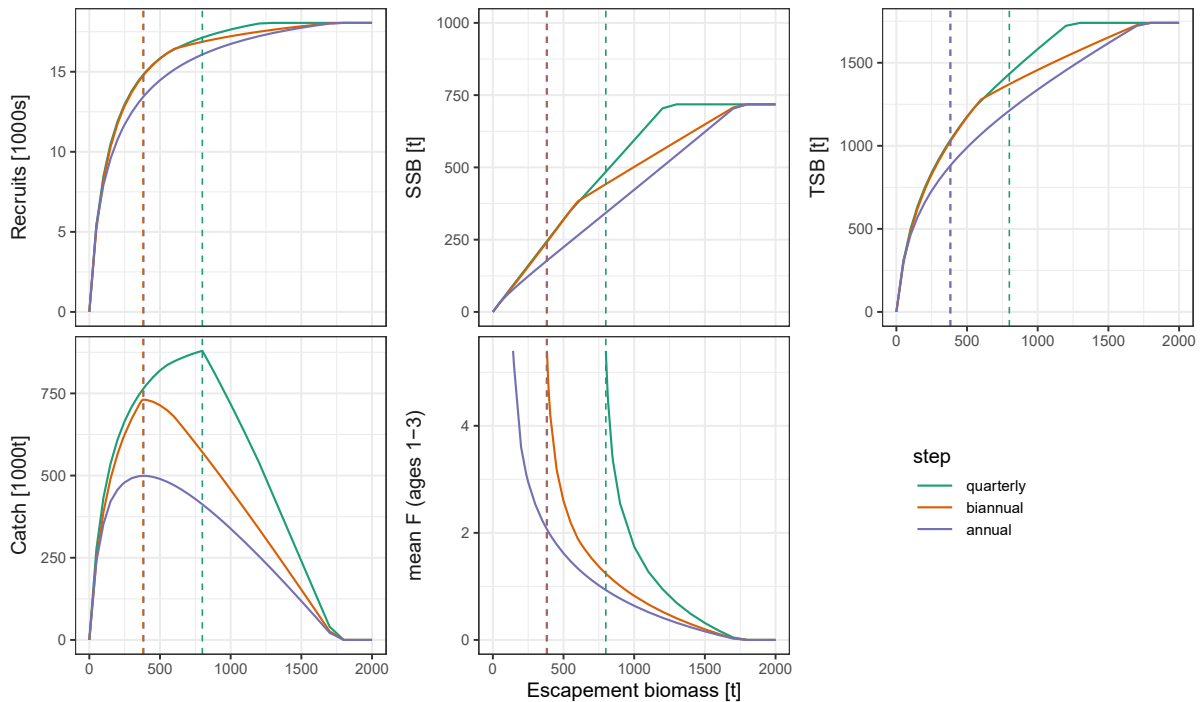 Recruits [1000s]
15
10
5
0
SSB [t]
1000
750
500
250
0
TSB [t]
1500
1000
500
0
0 500 1000 1500 2000
Catch [1000t]
750
500
250
0
0 500 1000 1500 2000
mean F (ages 1−3)
4
2
0
0 500 1000 1500 2000
Escapement biomass [t]
step
quarterly
biannual
annual